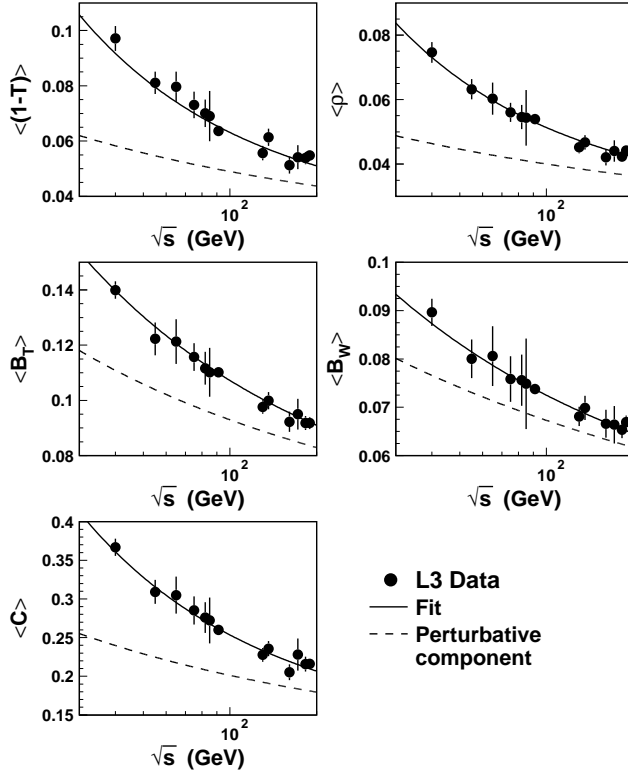 0.1
0.08
0.06
0.04
<(1-T)>
10²
√s (GeV)
0.08
0.06
0.04
<ρ>
10²
√s (GeV)
0.14
0.12
0.1
0.08
<B_T>
10²
√s (GeV)
0.1
0.09
0.08
0.07
0.06
<B_W>
10²
√s (GeV)
0.4
0.35
0.3
0.25
0.2
0.15
<C>
10²
√s (GeV)
L3 Data
Fit
Perturbative
component